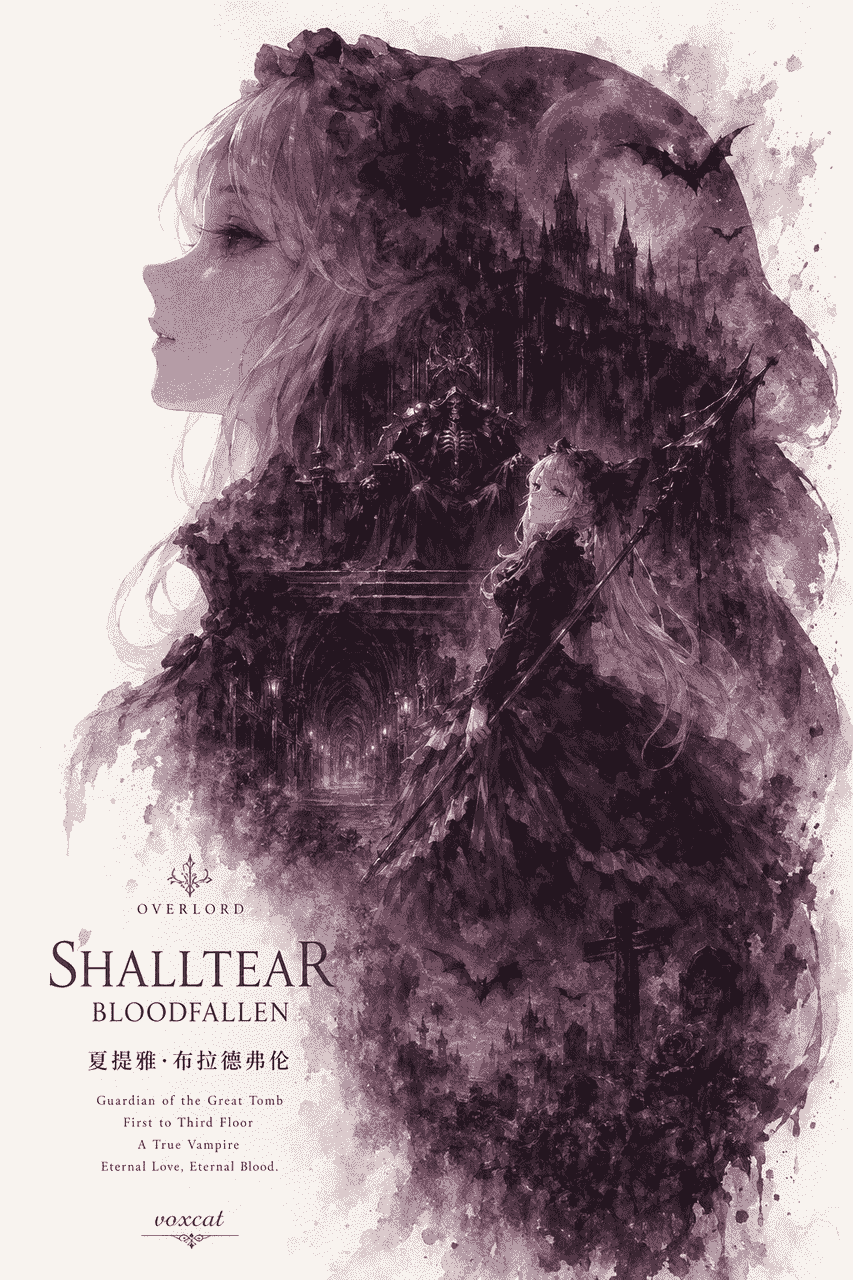 OVERLORD
SHALLTEAR
BLOODFALLEN
夏提雅·布拉德弗伦
Guardian of the Great Tomb
First to Third Floor
A True Vampire
Eternal Love, Eternal Blood.
voxcat